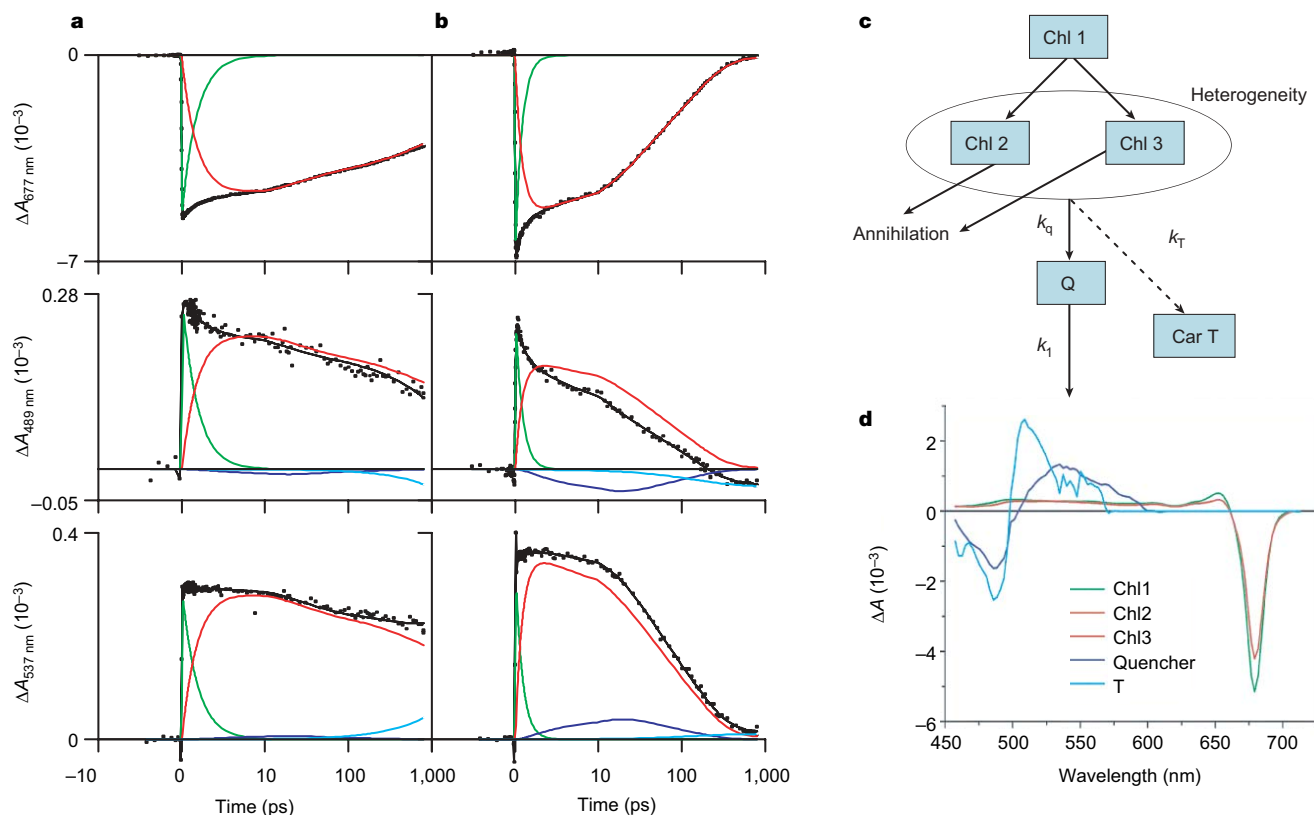 a
b
c
d
0
ΔA677 nm (10–3)
–7
0.28
ΔA489 nm (10–3)
–0.05
0.4
ΔA537 nm (10–3)
0
–10 0 10 100 1,000
Time (ps)
0 10 100 1,000
Time (ps)
Chl 1
Heterogeneity
Chl 2
Chl 3
Annihilation
kq
kT
Q
Car T
k1
ΔA (10–3)
2
0
−2
−4
−6
Chl1
Chl2
Chl3
Quencher
T
450 500 550 600 650 700
Wavelength (nm)